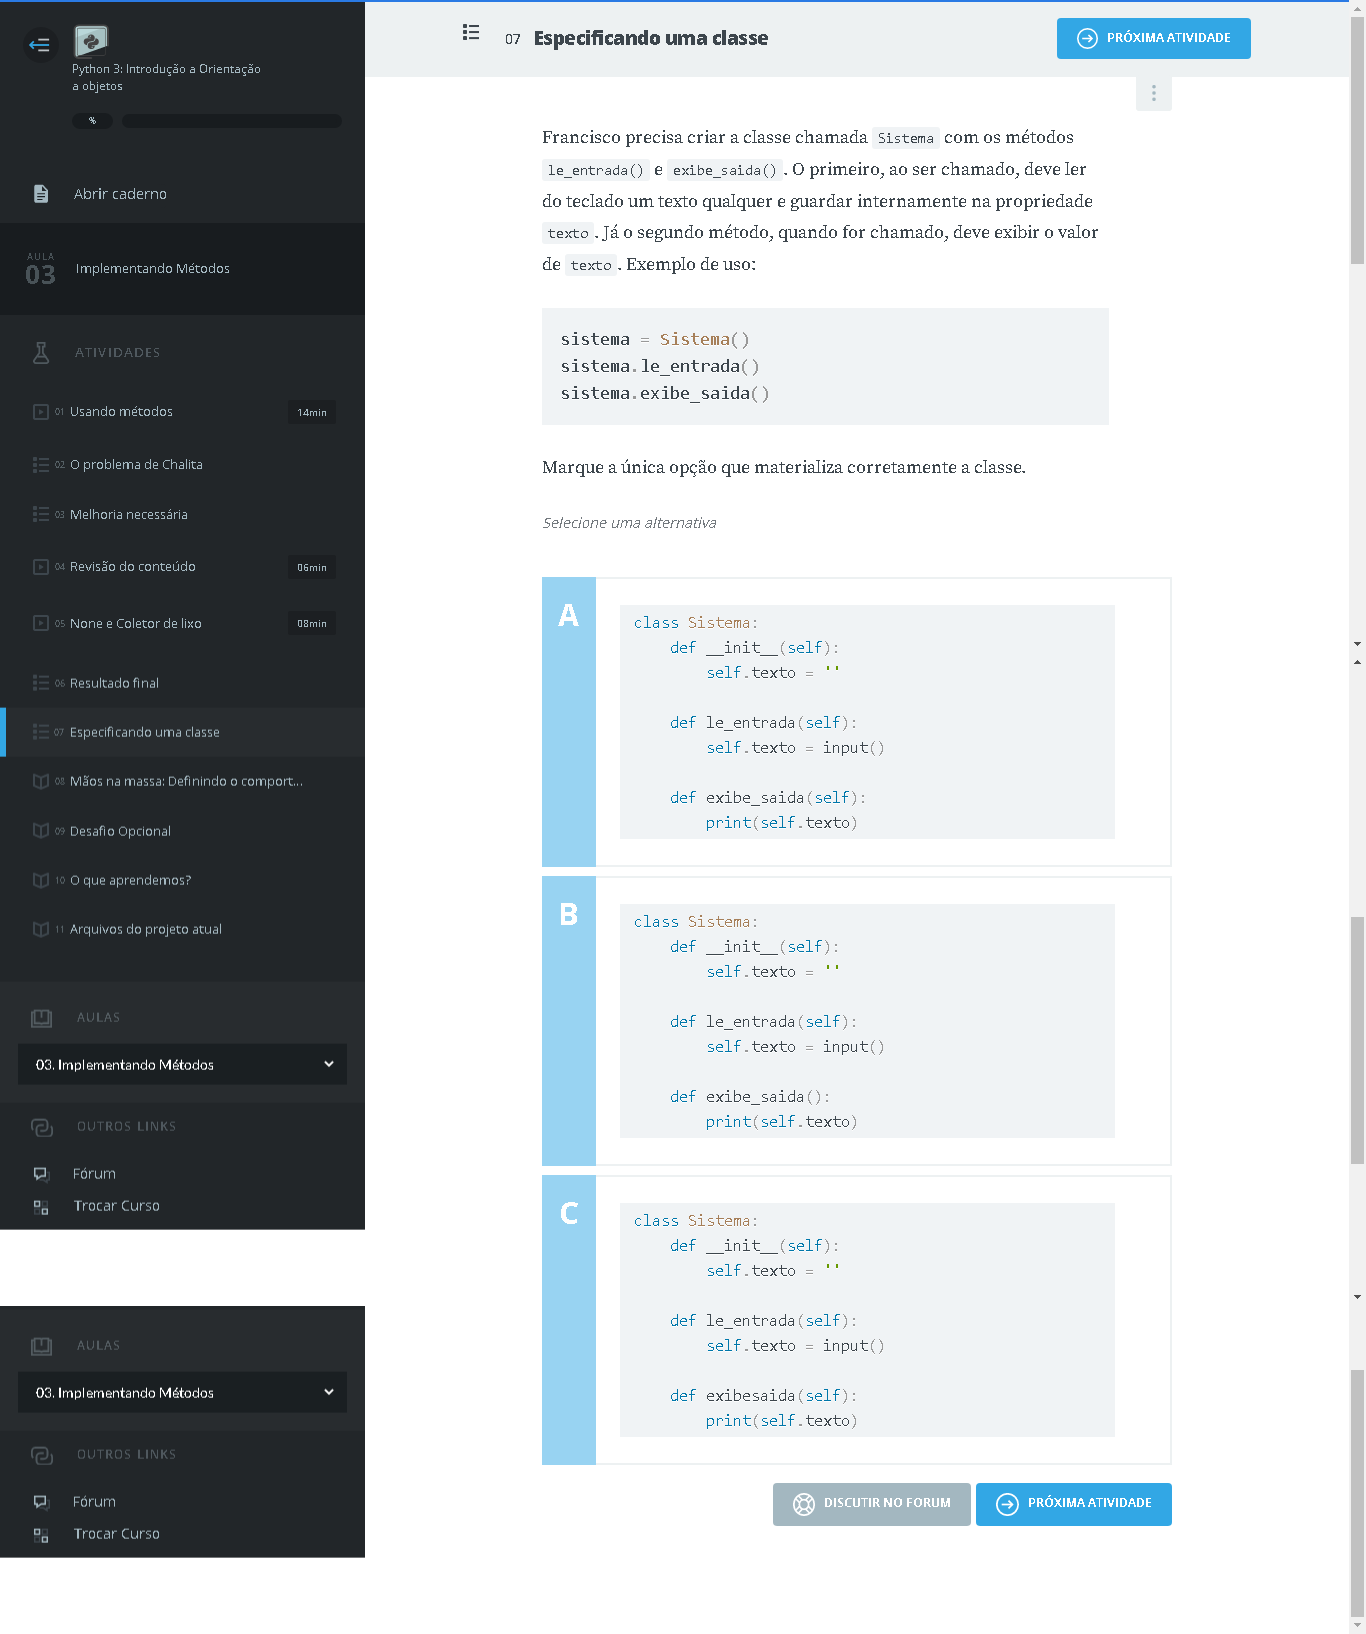 Python 3: Introdução a Orientação
a objetos
%
Abrir caderno
AULA
03
Implementando Métodos
ATIVIDADES
01 Usando métodos 14min
02 O problema de Chalita
03 Melhoria necessária
04 Revisão do conteúdo 06min
05 None e Coletor de lixo 08min
06 Resultado final
07 Especificando uma classe
08 Mãos na massa: Definindo o comport...
09 Desafio Opcional
10 O que aprendemos?
11 Arquivos do projeto atual
AULAS
03. Implementando Métodos
OUTROS LINKS
Fórum
Trocar Curso
AULAS
03. Implementando Métodos
OUTROS LINKS
Fórum
Trocar Curso
07 Especificando uma classe
PRÓXIMA ATIVIDADE
Francisco precisa criar a classe chamada Sistema com os métodos
le_entrada() e exibe_saida(). O primeiro, ao ser chamado, deve ler
do teclado um texto qualquer e guardar internamente na propriedade
texto. Já o segundo método, quando for chamado, deve exibir o valor
de texto. Exemplo de uso:
sistema = Sistema()
sistema.le_entrada()
sistema.exibe_saida()
Marque a única opção que materializa corretamente a classe.
Selecione uma alternativa
A
class Sistema:
    def __init__(self):
        self.texto = ''
    def le_entrada(self):
        self.texto = input()
    def exibe_saida(self):
        print(self.texto)
B
class Sistema:
    def __init__(self):
        self.texto = ''
    def le_entrada(self):
        self.texto = input()
    def exibe_saida():
        print(self.texto)
C
class Sistema:
    def __init__(self):
        self.texto = ''
    def le_entrada(self):
        self.texto = input()
    def exibesaida(self):
        print(self.texto)
DISCUTIR NO FORUM
PRÓXIMA ATIVIDADE